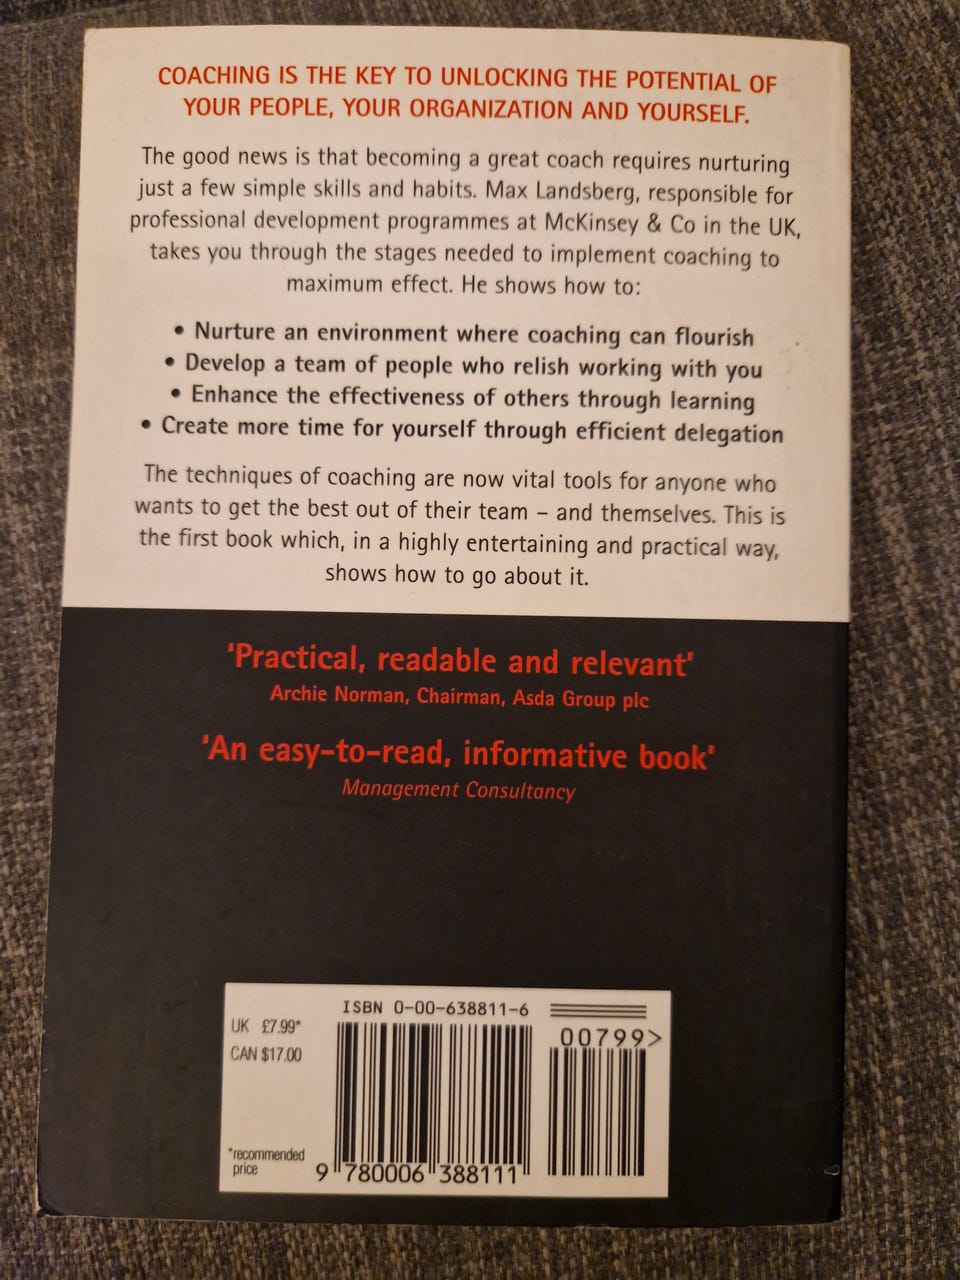 COACHING IS THE KEY TO UNLOCKING THE POTENTIAL OF
YOUR PEOPLE, YOUR ORGANIZATION AND YOURSELF.
The good news is that becoming a great coach requires nurturing
just a few simple skills and habits. Max Landsberg, responsible for
professional development programmes at McKinsey & Co in the UK,
takes you through the stages needed to implement coaching to
maximum effect. He shows how to:
• Nurture an environment where coaching can flourish
• Develop a team of people who relish working with you
• Enhance the effectiveness of others through learning
• Create more time for yourself through efficient delegation
The techniques of coaching are now vital tools for anyone who
wants to get the best out of their team – and themselves. This is
the first book which, in a highly entertaining and practical way,
shows how to go about it.
'Practical, readable and relevant'
Archie Norman, Chairman, Asda Group plc
'An easy-to-read, informative book'
Management Consultancy
ISBN 0-00-638811-6
UK £7.99*
CAN $17.00
00799>
*recommended
price
9 780006 388111